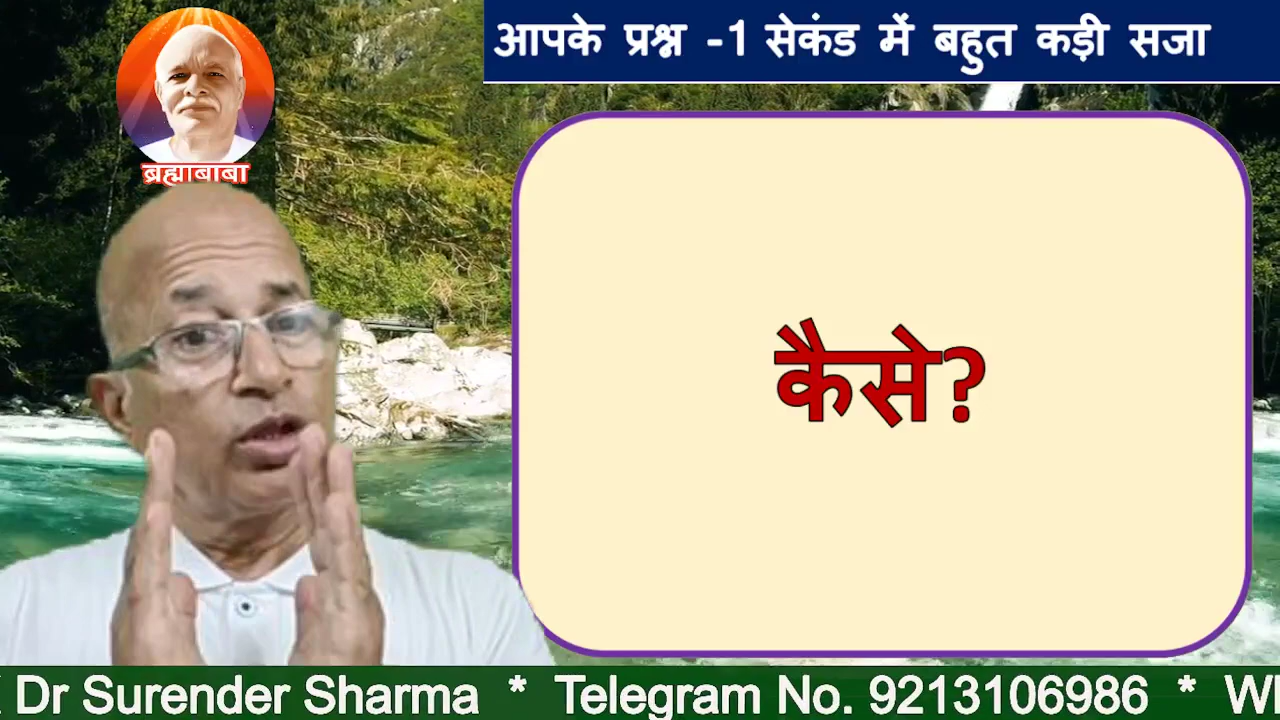 आपके प्रश्न -1 सेकंड में बहुत कड़ी सजा
ब्रह्माबाबा
कैसे?
Dr Surender Sharma * Telegram No. 9213106986 *